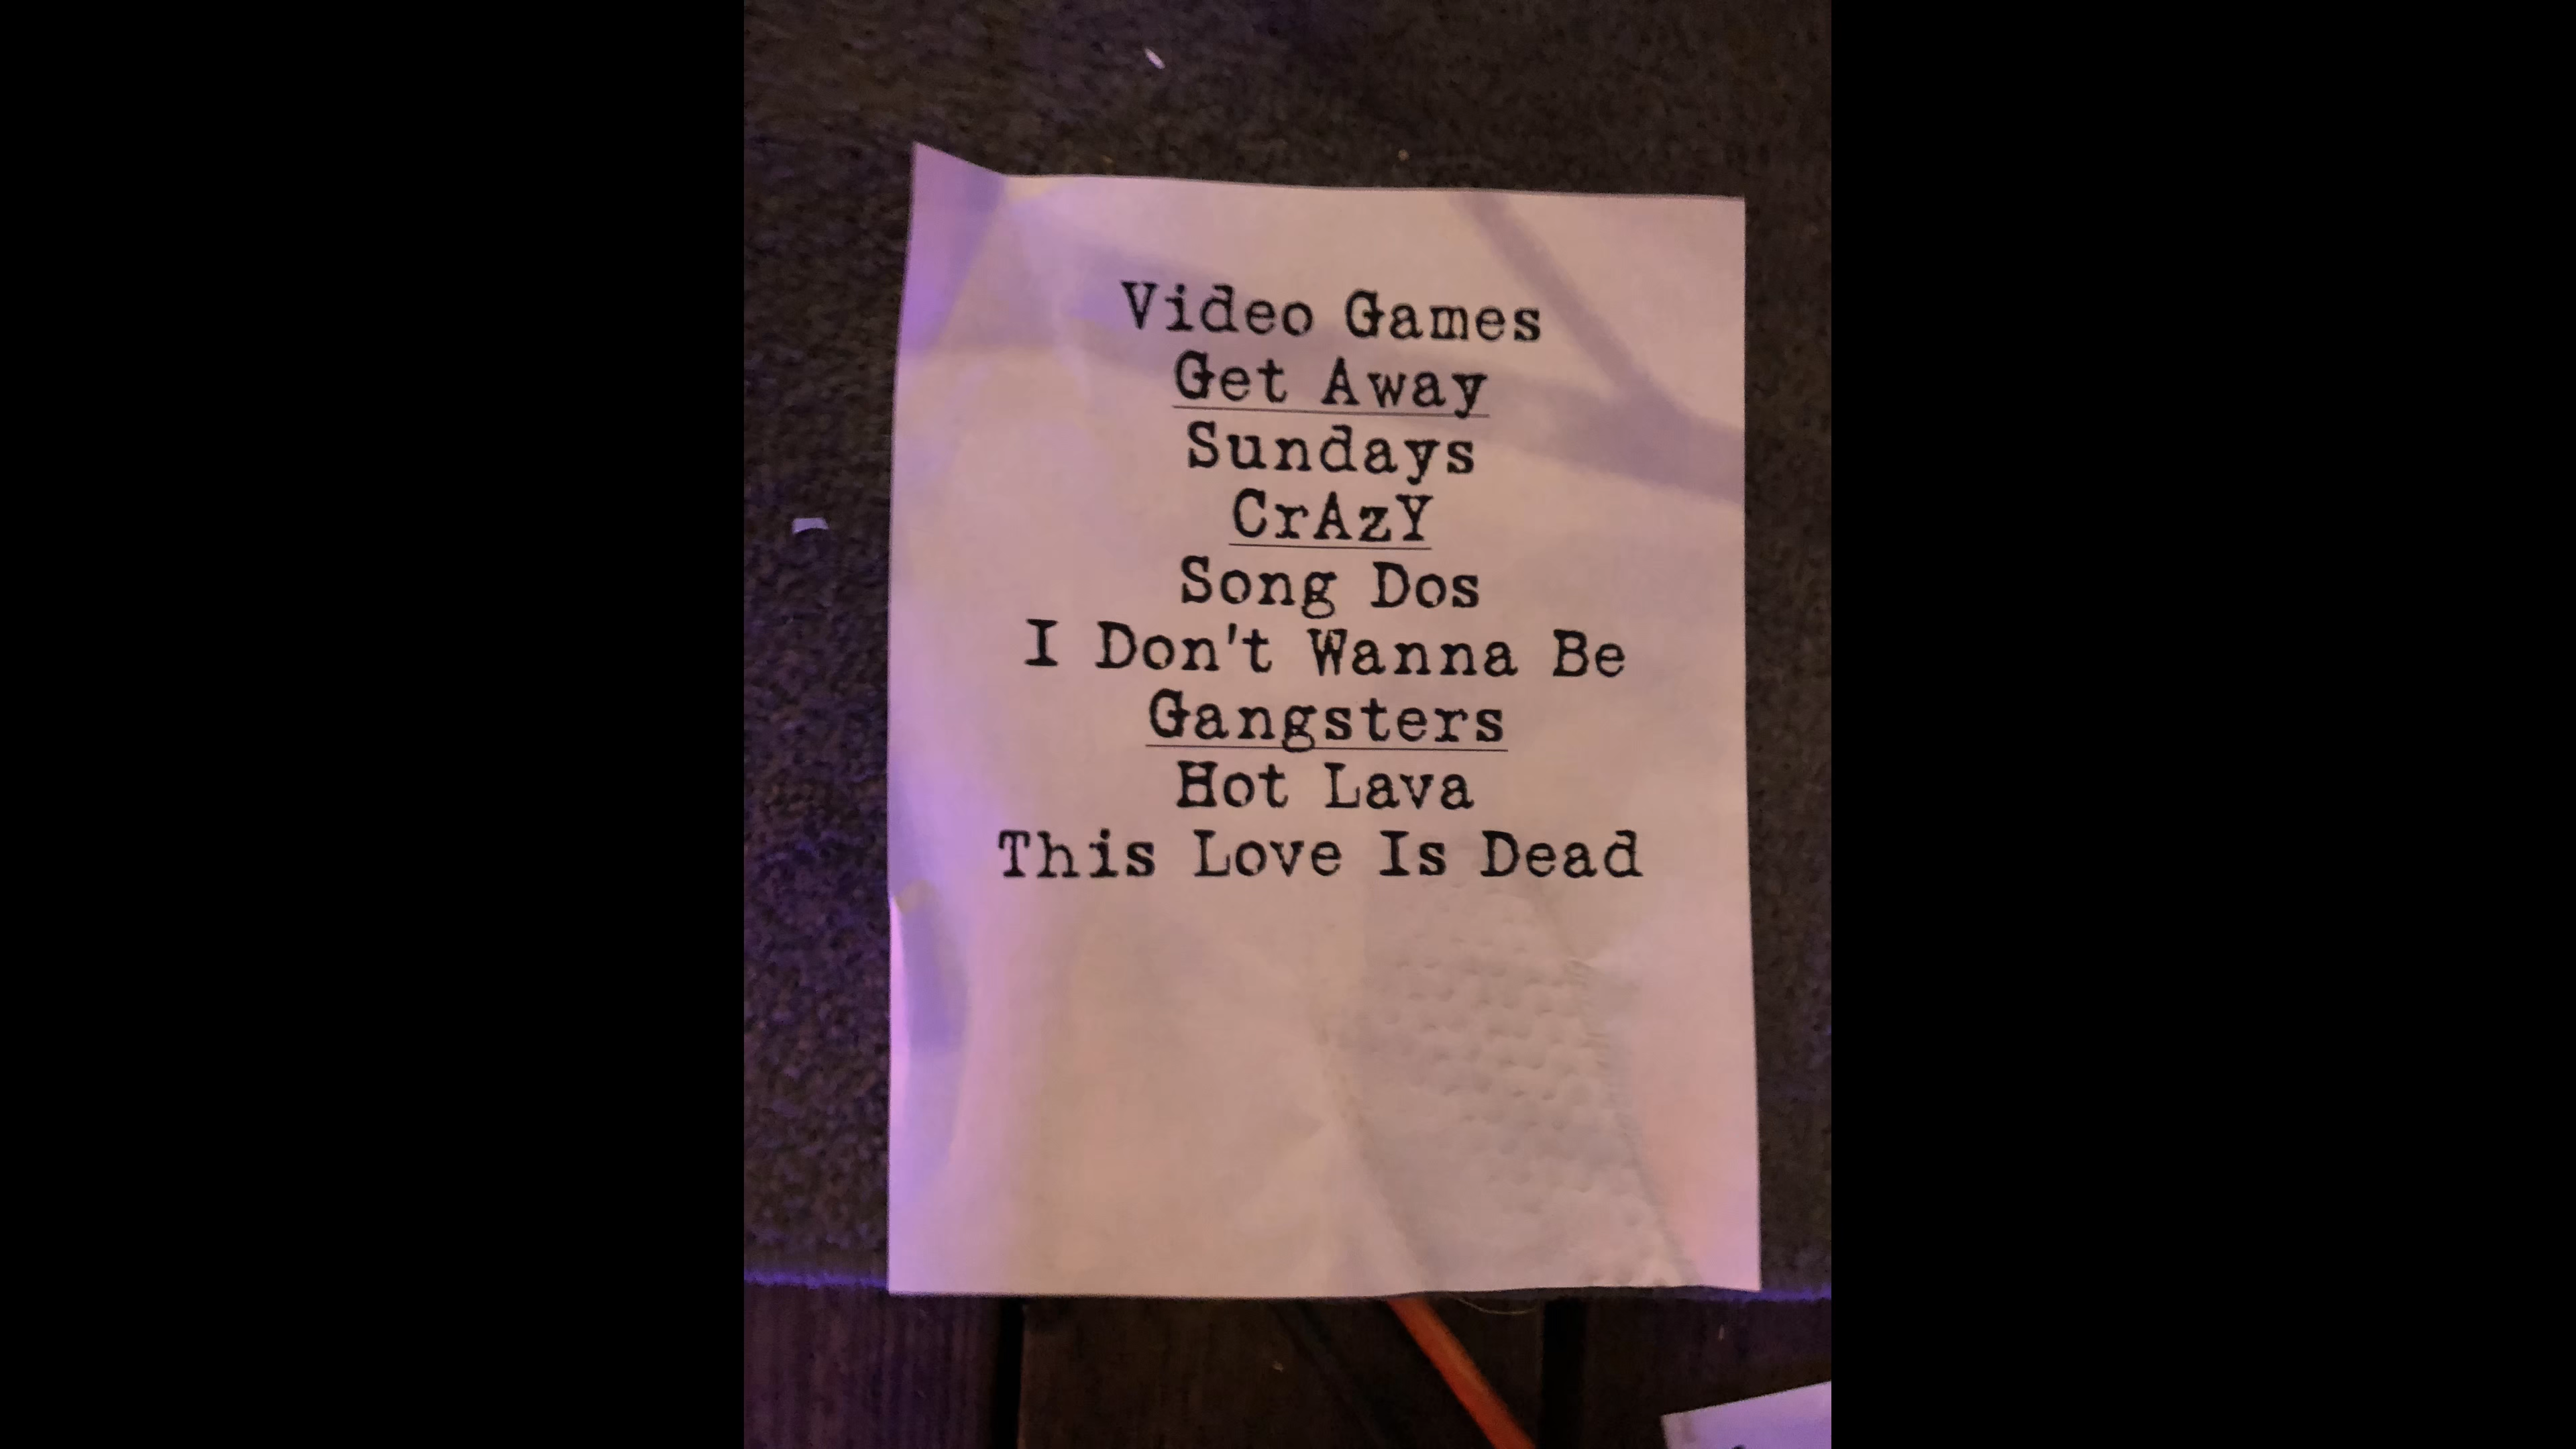 Video Games
Get Away
Sundays
CrAzY
Song Dos
I Don't Wanna Be
Gangsters
Hot Lava
This Love Is Dead